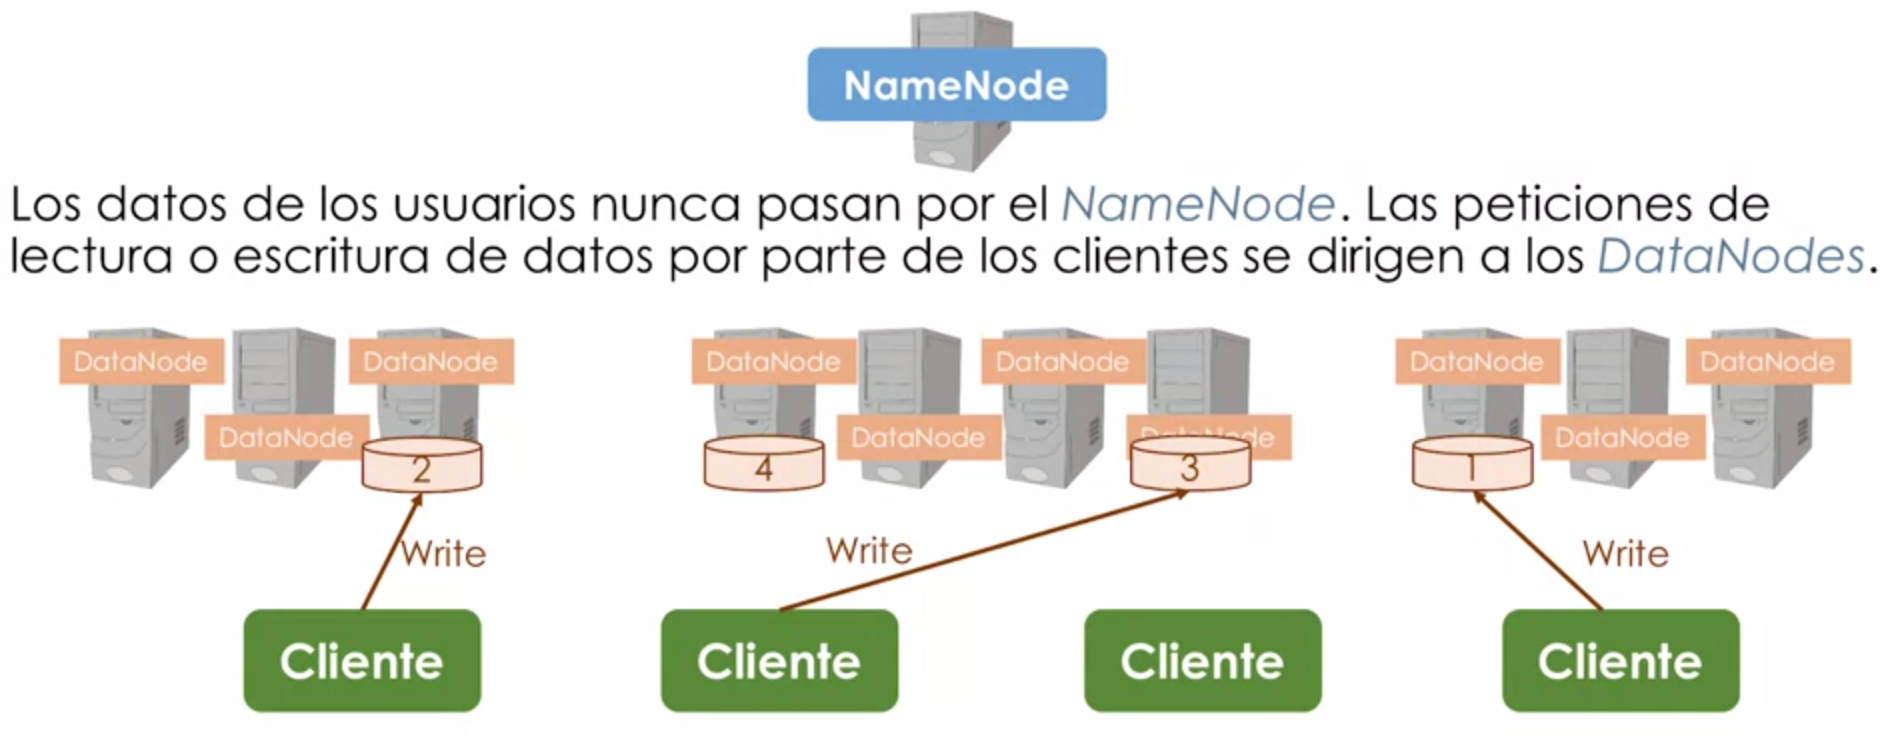 NameNode
Los datos de los usuarios nunca pasan por el NameNode. Las peticiones de
lectura o escritura de datos por parte de los clientes se dirigen a los DataNodes.
DataNode
DataNode
DataNode
DataNode
DataNode
DataNode
DataNode
DataNode
DataNode
DataNode
2
4
3
1
Write
Write
Write
Cliente
Cliente
Cliente
Cliente